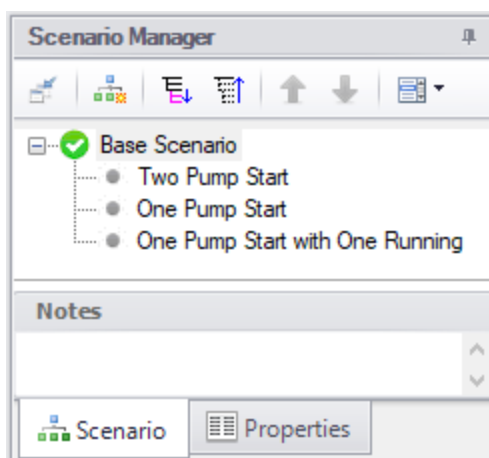 Scenario Manager
Base Scenario
Two Pump Start
One Pump Start
One Pump Start with One Running
Notes
Scenario
Properties